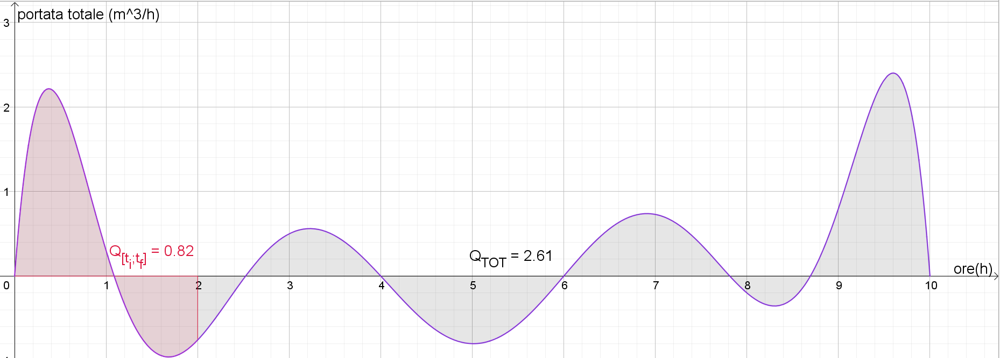 portata totale (m^3/h)
3
2
1
Q[ti;tf] = 0.82
QTOT = 2.61
ore(h)
0 1 2 3 4 5 6 7 8 9 10